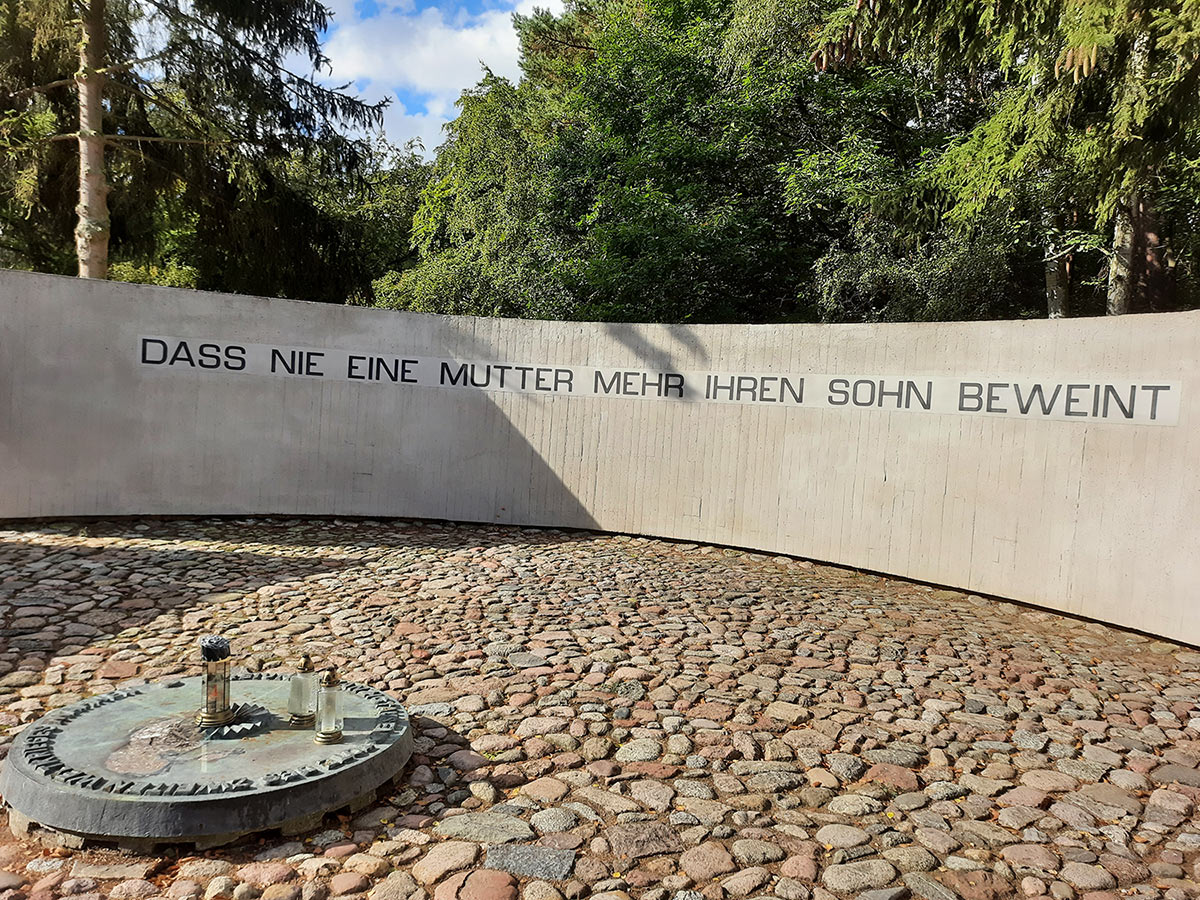 DASS NIE EINE MUTTER MEHR IHREN SOHN BEWEINT